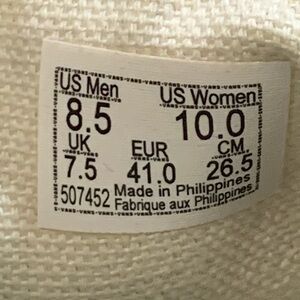 US Men US Women
8.5 10.0
UK EUR CM.
7.5 41.0 26.5
507452 Made in Philippines
Fabrique aux Philippines